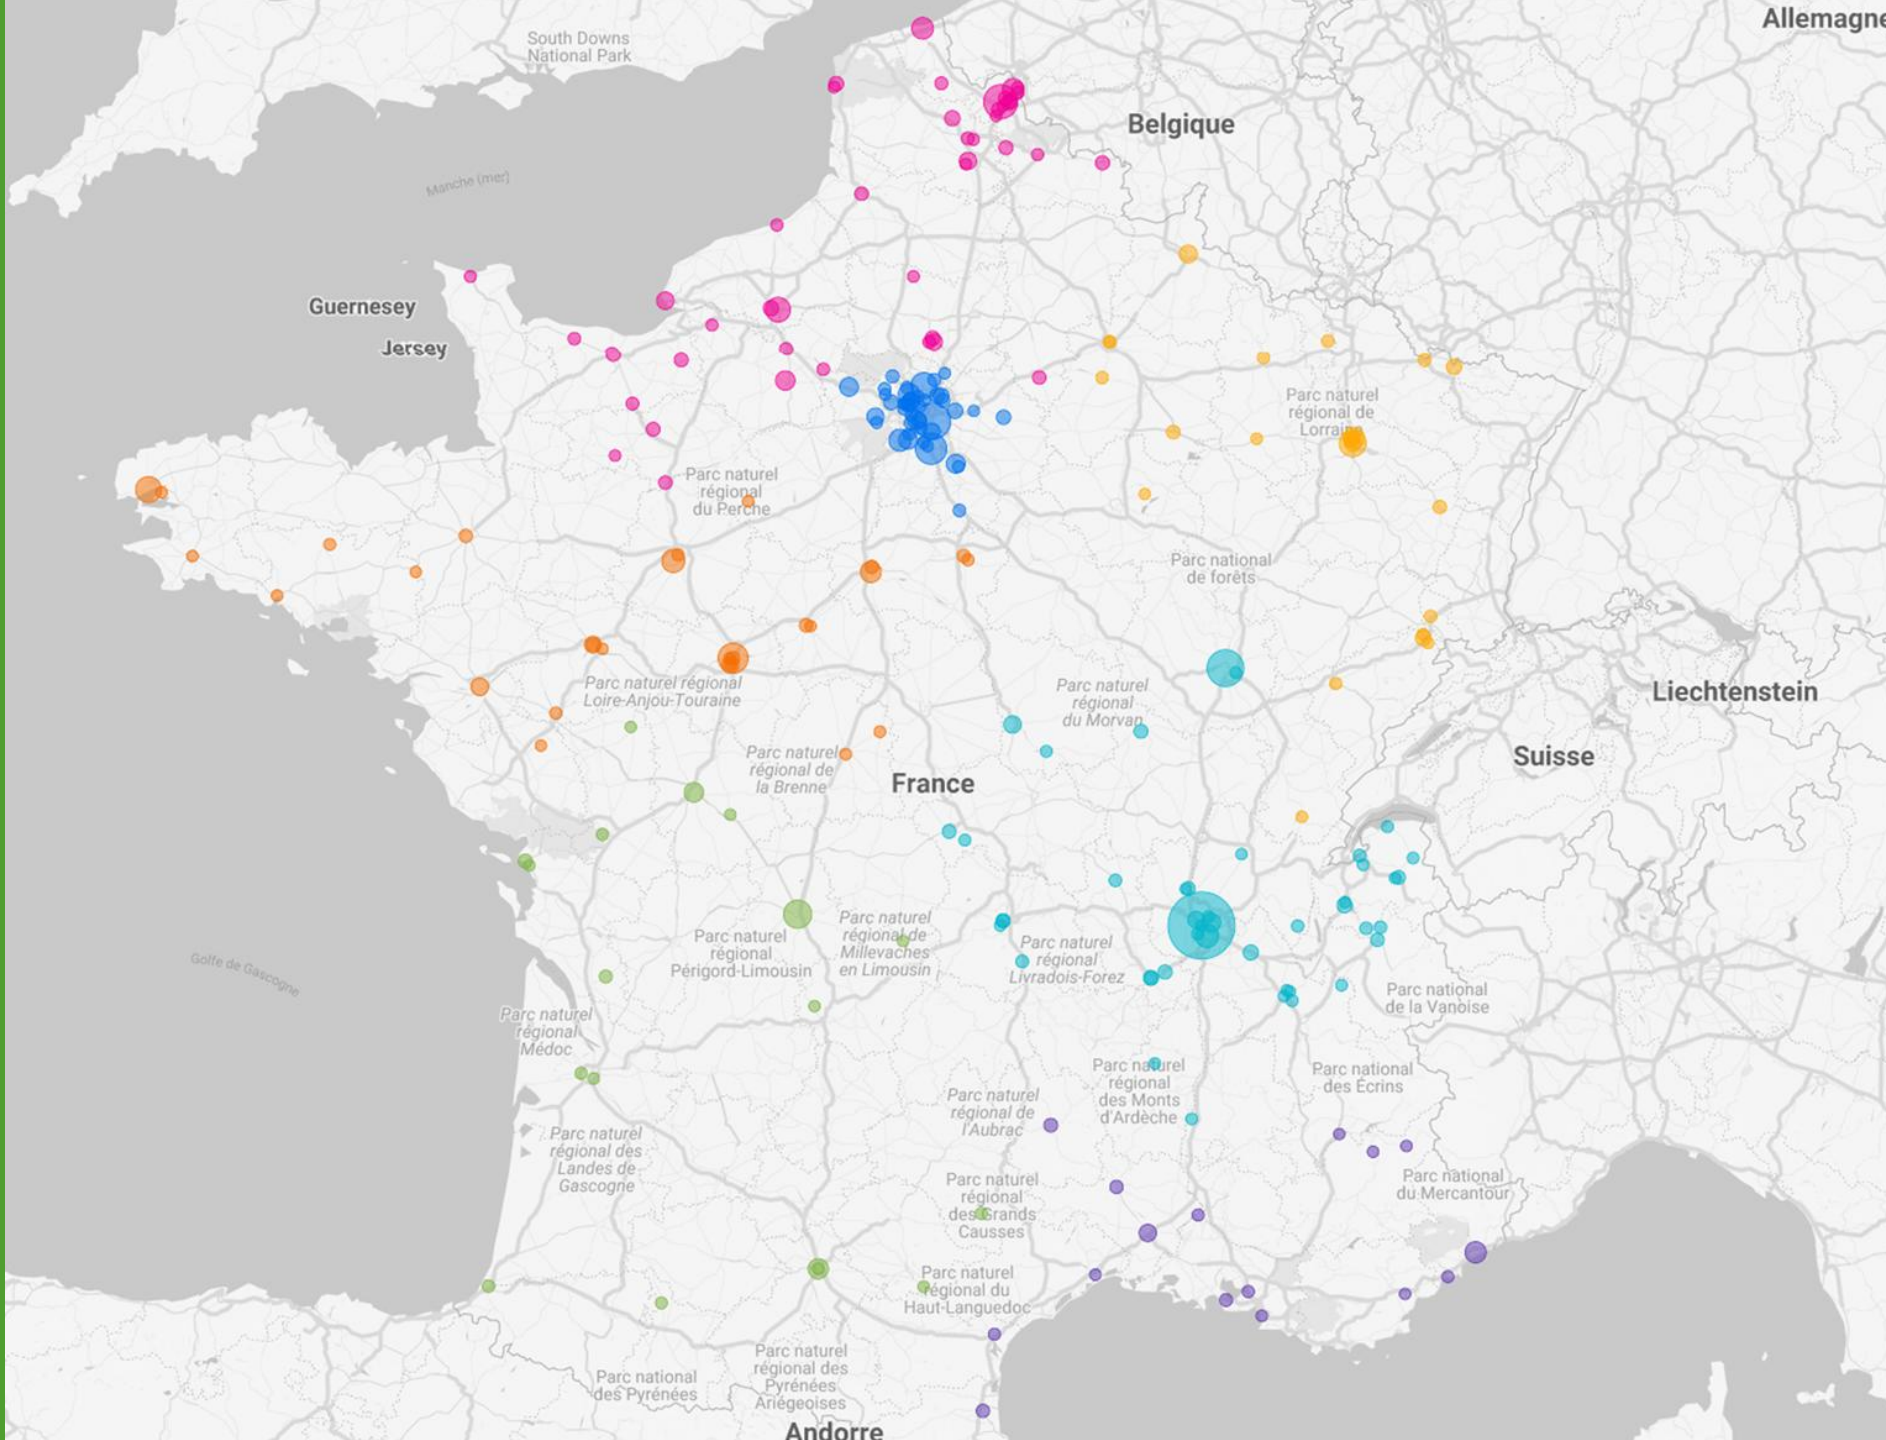 Allemagne
South Downs
National Park
Belgique
Manche (mer)
Guernesey
Jersey
Parc naturel
régional de
Lorraine
Parc naturel
régional
du Perche
Parc national
de forêts
Parc naturel régional
Loire-Anjou-Touraine
Parc naturel
régional
du Morvan
Liechtenstein
Parc naturel
régional de
la Brenne
France
Suisse
Golfe de Gascogne
Parc naturel
régional
Périgord-Limousin
Parc naturel
régional de
Millevaches
en Limousin
Parc naturel
régional
Livradois-Forez
Parc national
de la Vanoise
Parc naturel
régional
Médoc
Parc naturel
régional
des Monts
d'Ardèche
Parc national
des Écrins
Parc naturel
régional de
l'Aubrac
Parc naturel
régional des
Landes de
Gascogne
Parc naturel
régional
des Grands
Causses
Parc national
du Mercantour
Parc naturel
régional du
Haut-Languedoc
Parc national
des Pyrénées
Parc naturel
régional des
Pyrénées
Ariégeoises
Andorre